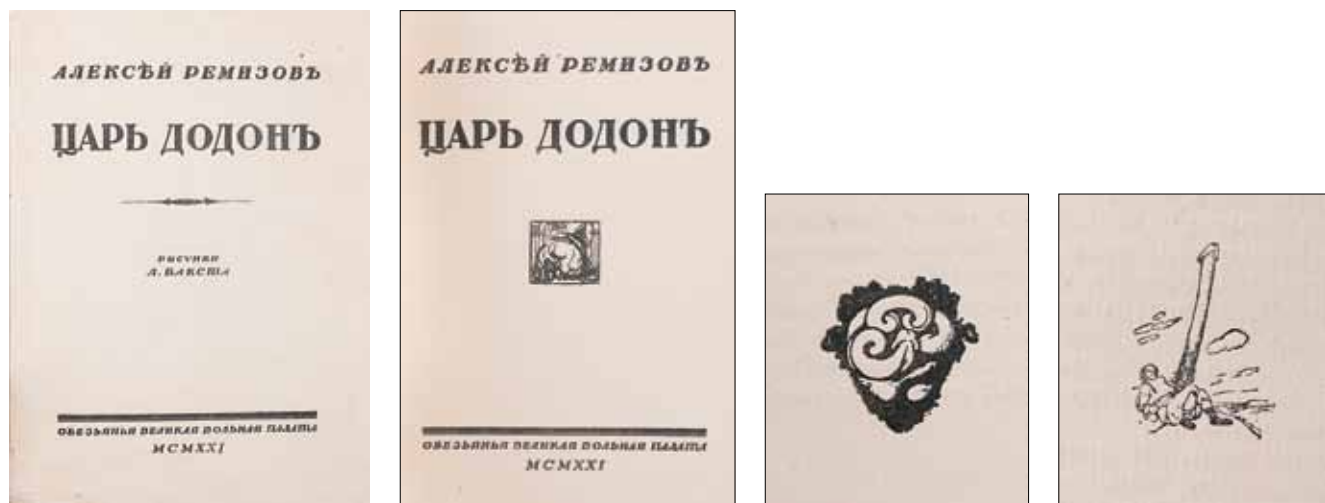 АЛЕКСѢЙ РЕМИЗОВЪ
ЦАРЬ ДОДОНЪ
РИСУНКИ
Л. БАКСТА
ОБЕЗЬЯНЬЯ ВЕЛИКАЯ ВОЛЬНАЯ ПАЛАТА
MCMXXI
АЛЕКСѢЙ РЕМИЗОВЪ
ЦАРЬ ДОДОНЪ
ОБЕЗЬЯНЬЯ ВЕЛИКАЯ ВОЛЬНАЯ ПАЛАТА
MCMXXI